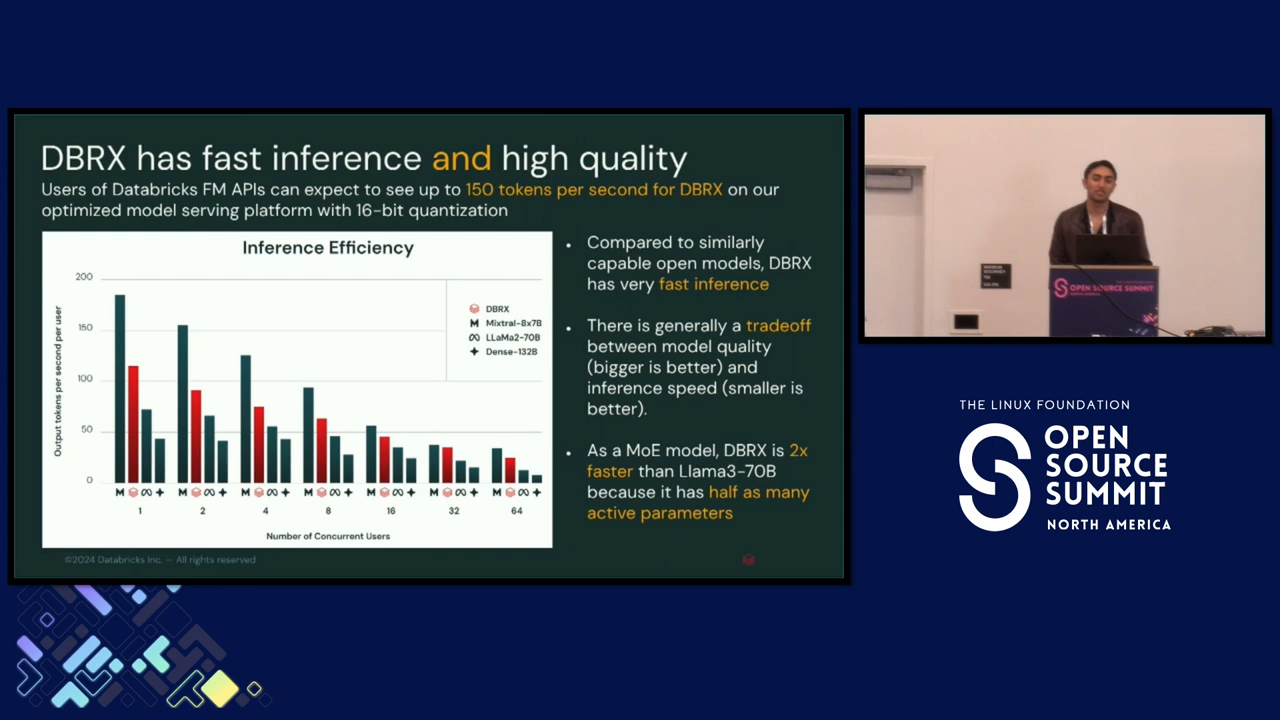 DBRX has fast inference and high quality
Users of Databricks FM APIs can expect to see up to 150 tokens per second for DBRX on our
optimized model serving platform with 16-bit quantization
Inference Efficiency
Output tokens per second per user
200
150
100
50
0
DBRX
Mixtral-8x7B
LLaMa2-70B
Dense-132B
1
2
4
8
16
32
64
Number of Concurrent Users
• Compared to similarly
capable open models, DBRX
has very fast inference
• There is generally a tradeoff
between model quality
(bigger is better) and
inference speed (smaller is
better).
• As a MoE model, DBRX is 2x
faster than Llama3-70B
because it has half as many
active parameters
©2024 Databricks Inc. — All rights reserved
OPEN SOURCE SUMMIT
THE LINUX FOUNDATION
OPEN
SOURCE
SUMMIT
NORTH AMERICA